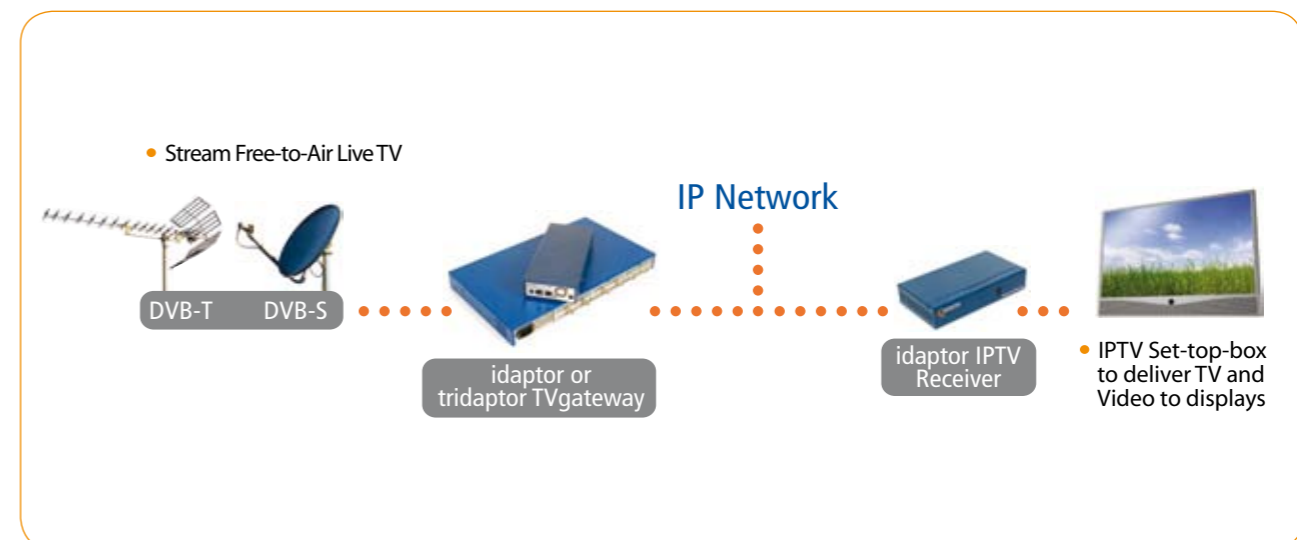 Stream Free-to-Air Live TV
IP Network
DVB-T DVB-S
idaptor or
tridaptor TVgateway
idaptor IPTV
Receiver
IPTV Set-top-box
to deliver TV and
Video to displays